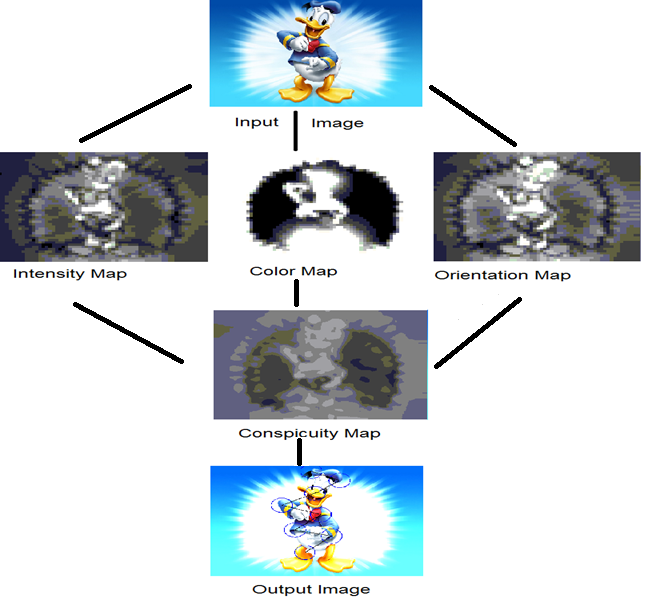 Input Image
Intensity Map
Color Map
Orientation Map
Conspicuity Map
Output Image